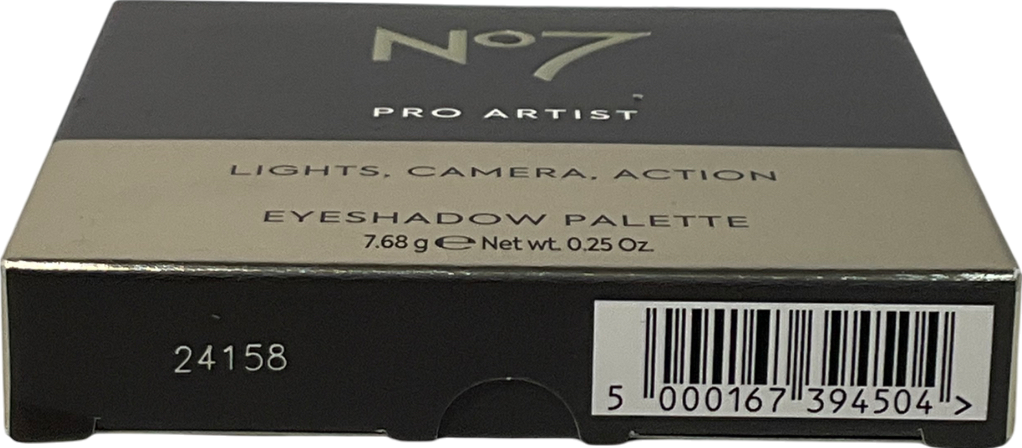 Nº7
PRO ARTIST
LIGHTS, CAMERA, ACTION
EYESHADOW PALETTE
7.68 g ℮ Net wt. 0.25 Oz.
24158
5 000167 394504 >